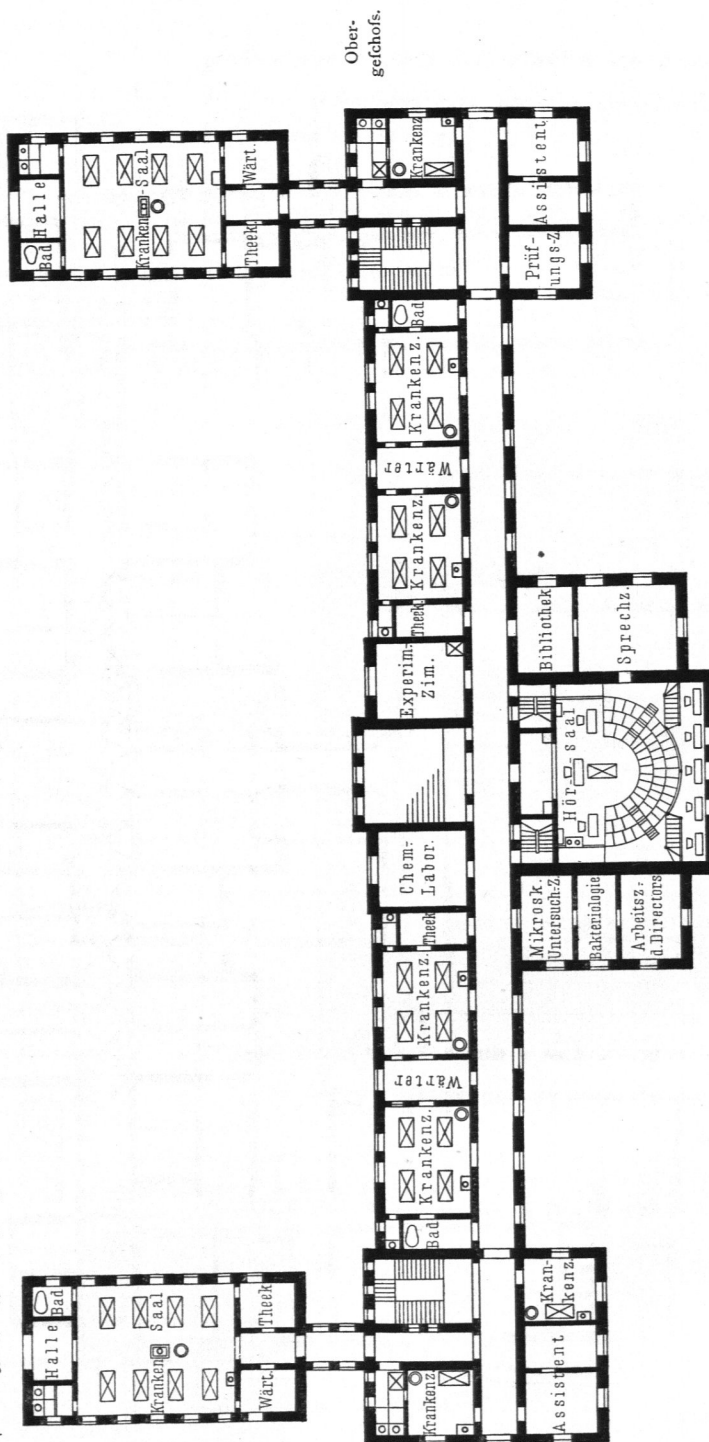 Ober-
geſchoſs.
Bad
Halle
Kranken-Saal
Theek.
Wärt.
Krankenz.
Assistent
Prüf-
ungs-Z.
Bad
Krankenz.
Wärter
Krankenz.
Theek.
Experim-
Zim.
Bibliothek
Sprechz.
Hör-saal
Chem-
Labor.
Mikrosk.
Untersuch-Z.
Bakteriologie
Arbeitsz.
d. Directors
Theek
Krankenz.
Wärter
Krankenz.
Bad
Halle
Bad
Kranken Saal
Wärt.
Theek
Krankenz.
Kran-
kenz.
Assistent